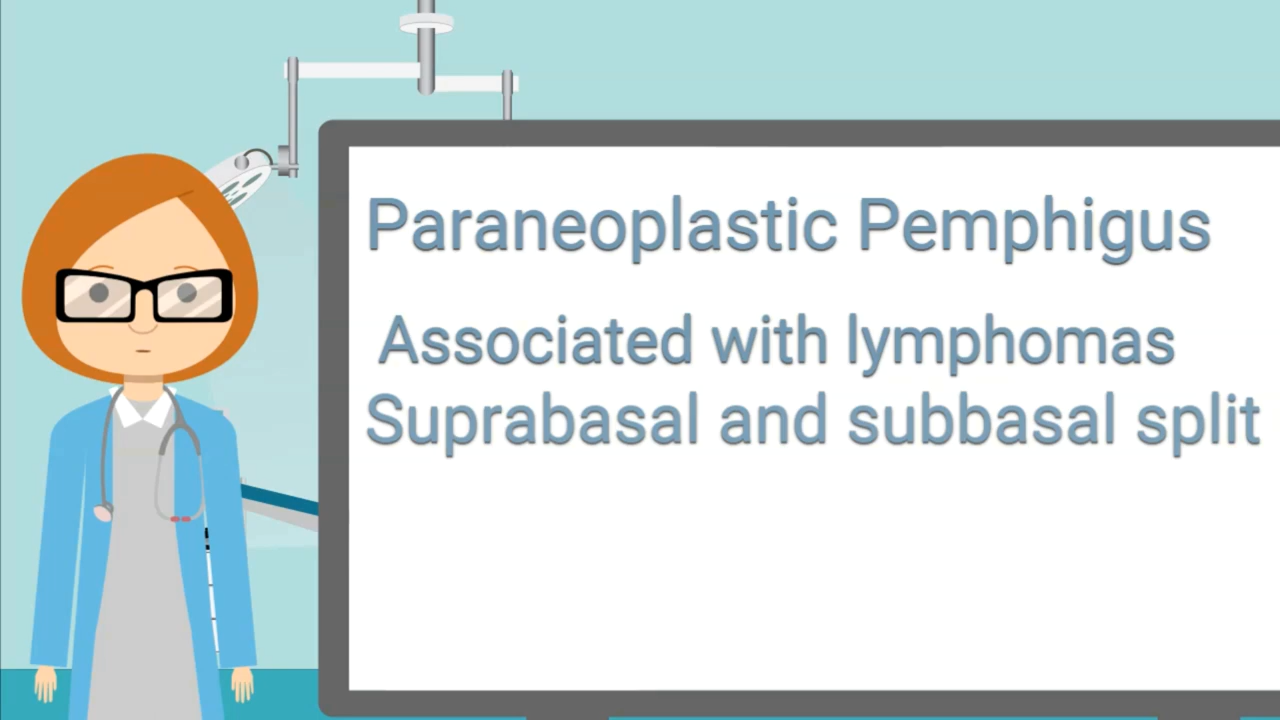 Paraneoplastic Pemphigus
Associated with lymphomas
Suprabasal and subbasal split